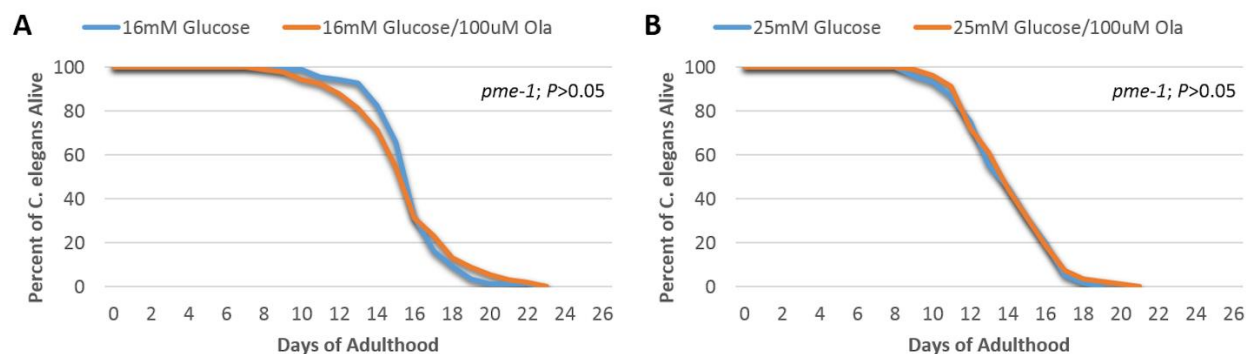 A
16mM Glucose 16mM Glucose/100uM Ola
100
80
60
40
20
0
Percent of C. elegans Alive
pme-1; P>0.05
0 2 4 6 8 10 12 14 16 18 20 22 24 26
Days of Adulthood
B
25mM Glucose 25mM Glucose/100uM Ola
100
80
60
40
20
0
Percent of C. elegans Alive
pme-1; P>0.05
0 2 4 6 8 10 12 14 16 18 20 22 24 26
Days of Adulthood